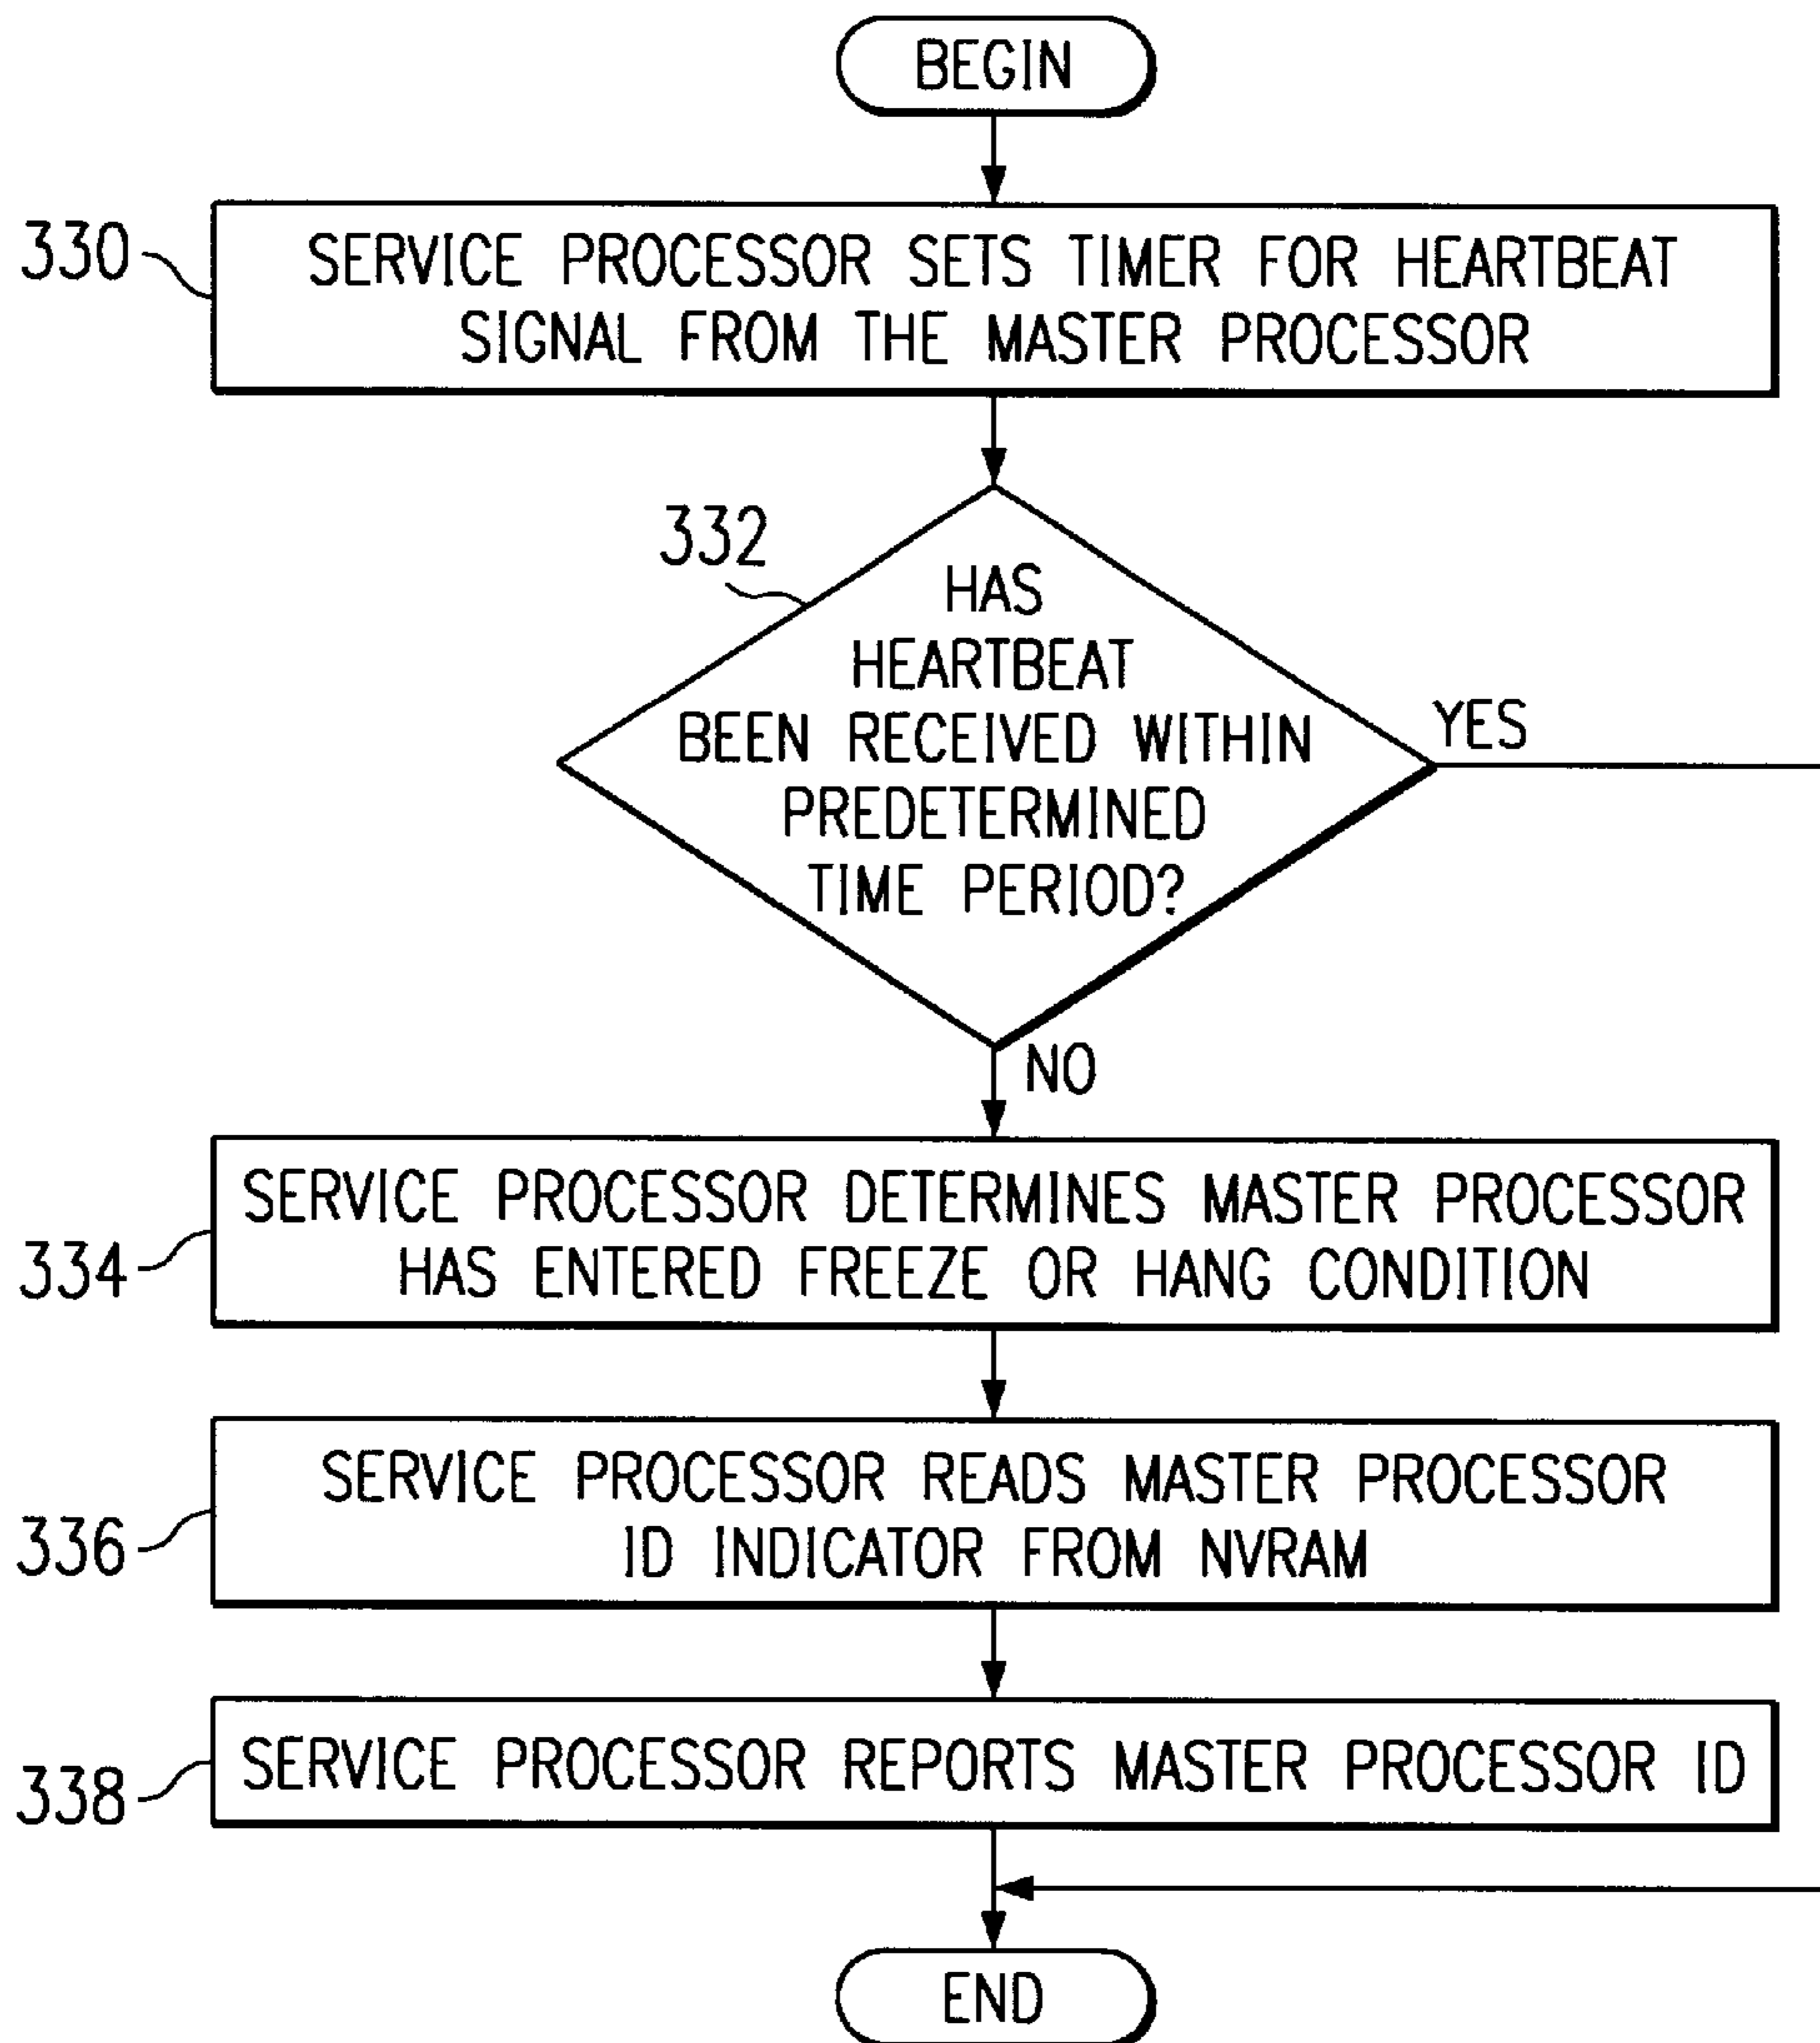 BEGIN
330
SERVICE PROCESSOR SETS TIMER FOR HEARTBEAT
SIGNAL FROM THE MASTER PROCESSOR
332
HAS
HEARTBEAT
BEEN RECEIVED WITHIN
PREDETERMINED
TIME PERIOD?
YES
NO
334
SERVICE PROCESSOR DETERMINES MASTER PROCESSOR
HAS ENTERED FREEZE OR HANG CONDITION
336
SERVICE PROCESSOR READS MASTER PROCESSOR
ID INDICATOR FROM NVRAM
338
SERVICE PROCESSOR REPORTS MASTER PROCESSOR ID
END